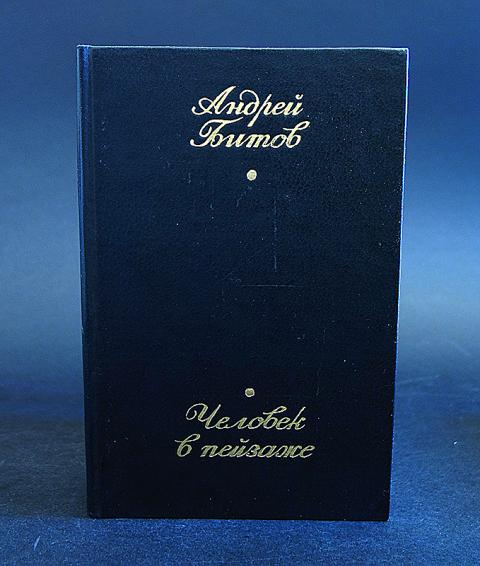 Андрей
Битов
Человек
в пейзаже